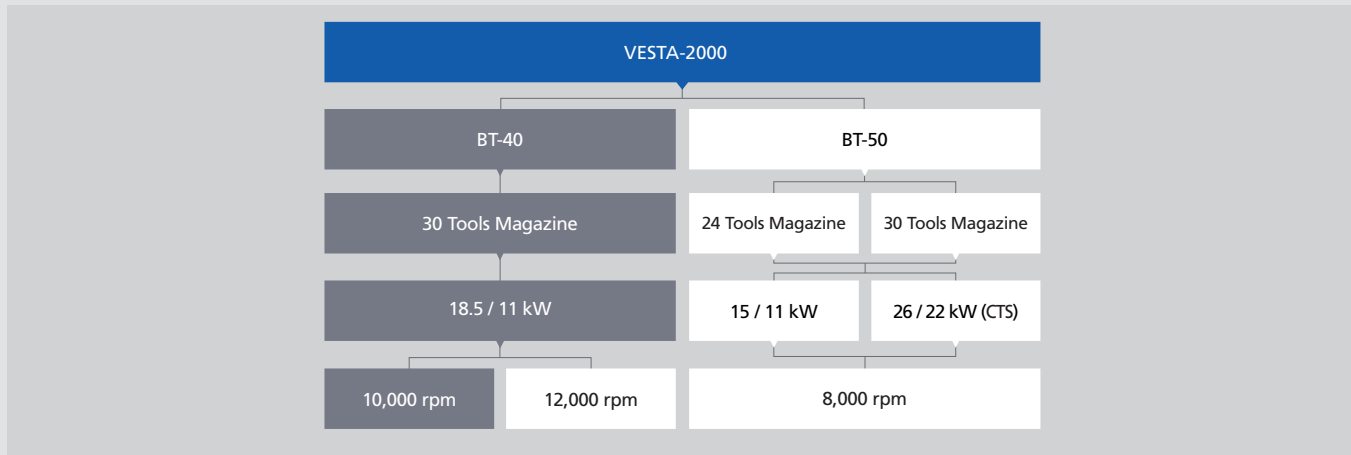 VESTA-2000
BT-40
BT-50
30 Tools Magazine
24 Tools Magazine
30 Tools Magazine
18.5 / 11 kW
15 / 11 kW
26 / 22 kW (CTS)
10,000 rpm
12,000 rpm
8,000 rpm